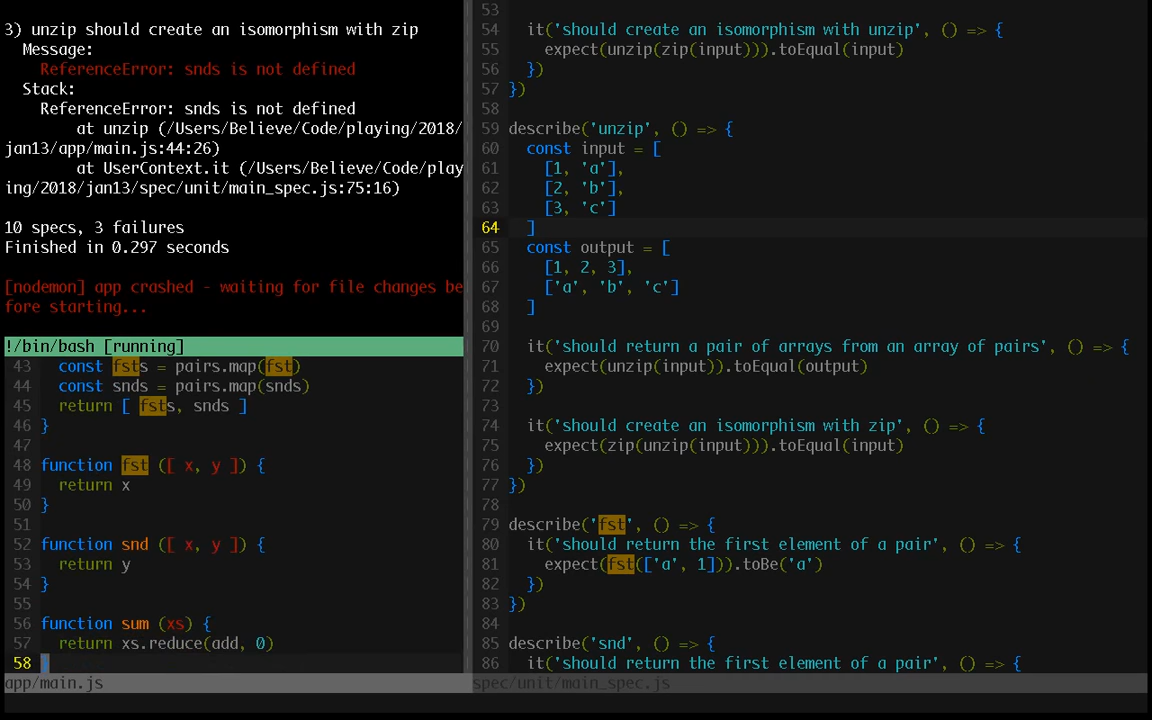 3) unzip should create an isomorphism with zip
Message:
ReferenceError: snds is not defined
Stack:
ReferenceError: snds is not defined
at unzip (/Users/Believe/Code/playing/2018/
jan13/app/main.js:44:26)
at UserContext.it (/Users/Believe/Code/play
ing/2018/jan13/spec/unit/main_spec.js:75:16)
10 specs, 3 failures
Finished in 0.297 seconds
[nodemon] app crashed - waiting for file changes be
fore starting...
!/bin/bash [running]
43 const fsts = pairs.map(fst)
44 const snds = pairs.map(snds)
45 return [ fsts, snds ]
46 }
47
48 function fst ([ x, y ]) {
49 return x
50 }
51
52 function snd ([ x, y ]) {
53 return y
54 }
55
56 function sum (xs) {
57 return xs.reduce(add, 0)
58 }
app/main.js
53
54 it('should create an isomorphism with unzip', () => {
55 expect(unzip(zip(input))).toEqual(input)
56 })
57 })
58
59 describe('unzip', () => {
60 const input = [
61 [1, 'a'],
62 [2, 'b'],
63 [3, 'c']
64 ]
65 const output = [
66 [1, 2, 3],
67 ['a', 'b', 'c']
68 ]
69
70 it('should return a pair of arrays from an array of pairs', () => {
71 expect(unzip(input)).toEqual(output)
72 })
73
74 it('should create an isomorphism with zip', () => {
75 expect(zip(unzip(input))).toEqual(input)
76 })
77 })
78
79 describe('fst', () => {
80 it('should return the first element of a pair', () => {
81 expect(fst(['a', 1])).toBe('a')
82 })
83 })
84
85 describe('snd', () => {
86 it('should return the first element of a pair', () => {
spec/unit/main_spec.js